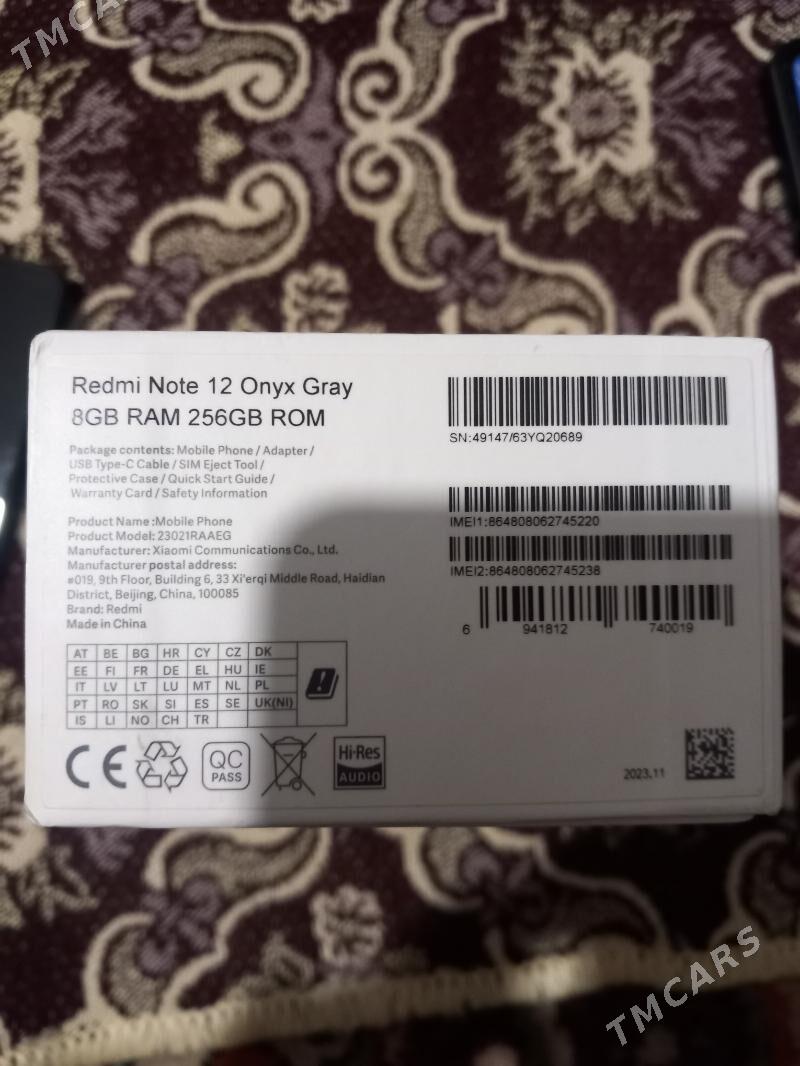 TMCARS
Redmi Note 12 Onyx Gray
8GB RAM 256GB ROM
Package contents: Mobile Phone / Adapter /
USB Type-C Cable / SIM Eject Tool /
Protective Case / Quick Start Guide /
Warranty Card / Safety Information
Product Name :Mobile Phone
Product Model: 23021RAAEG
Manufacturer: Xiaomi Communications Co., Ltd.
Manufacturer postal address:
#019, 9th Floor, Building 6, 33 Xi'erqi Middle Road, Haidian
District, Beijing, China, 100085
Brand: Redmi
Made in China
SN:49147/63YQ20689
IMEI1:864808062745220
IMEI2:864808062745238
6 941812 740019
AT BE BG HR CY CZ DK
EE FI FR DE EL HU IE
IT LV LT LU MT NL PL
PT RO SK SI ES SE UK(NI)
IS LI NO CH TR
CE
QC
PASS
Hi-Res
AUDIO
2023.11
TMCARS